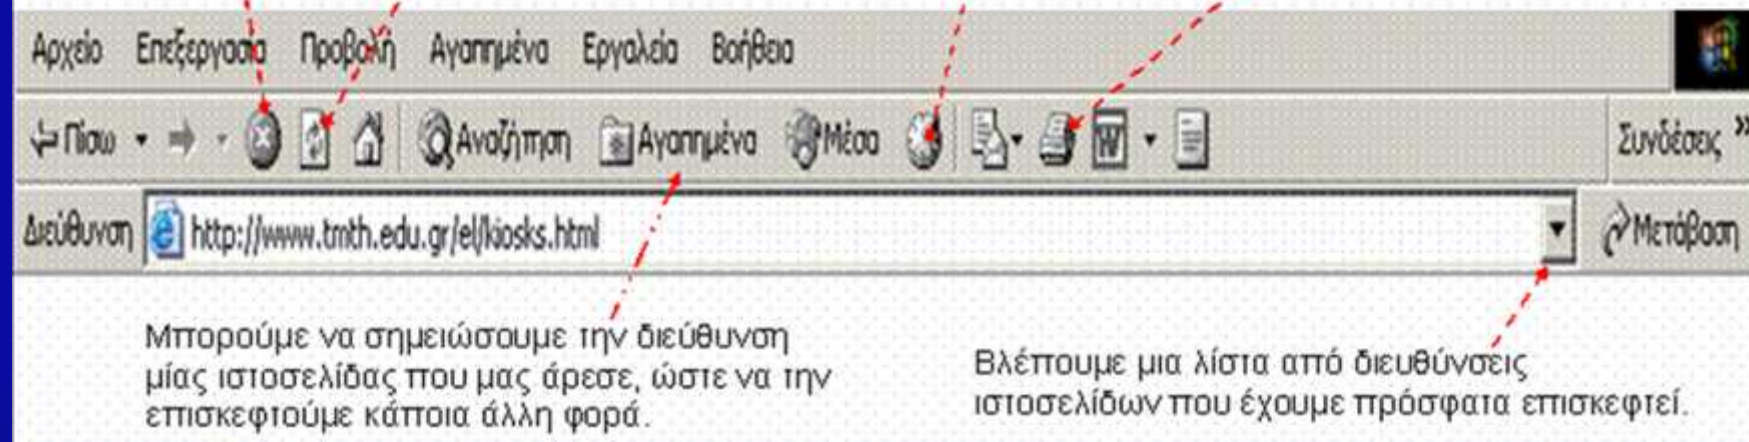 Αρχείο Επεξεργασία Προβολή Αγαπημένα Εργαλεία Βοήθεια
Πίσω Αναζήτηση Αγαπημένα Μέσα Συνδέσεις »
Διεύθυνση http://www.tmth.edu.gr/el/kiosks.html Μετάβαση
Μπορούμε να σημειώσουμε την διεύθυνση
μίας ιστοσελίδας που μας άρεσε, ώστε να την
επισκεφτούμε κάποια άλλη φορά.
Βλέπουμε μια λίστα από διευθύνσεις
ιστοσελίδων που έχουμε πρόσφατα επισκεφτεί.